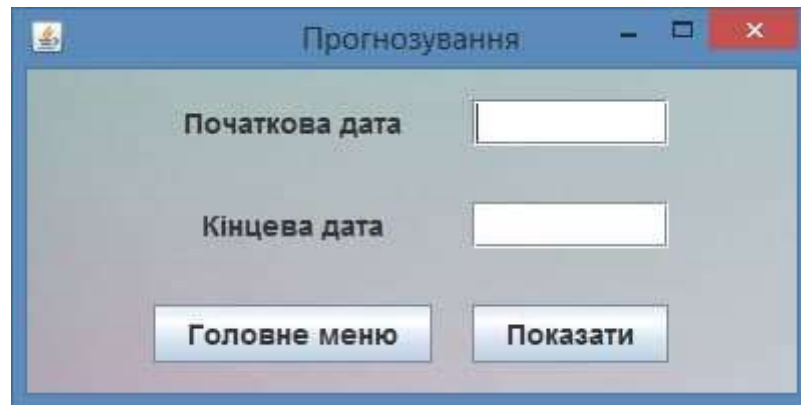 Прогнозування
Початкова дата
Кінцева дата
Головне меню Показати